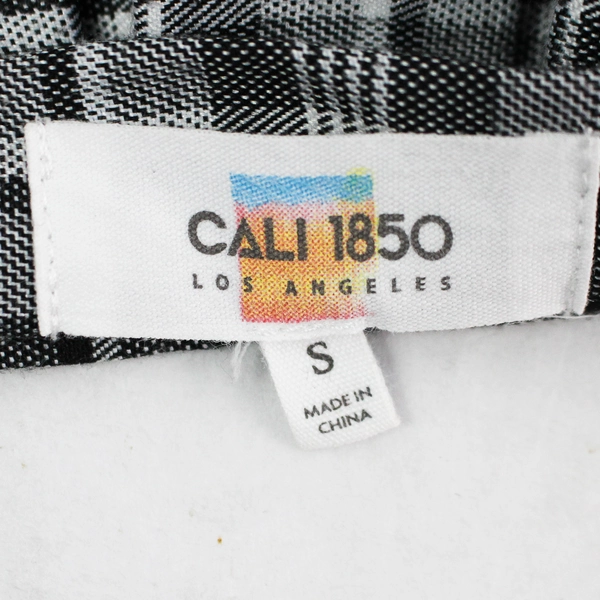 CALI 1850
LOS ANGELES
S
MADE IN
CHINA